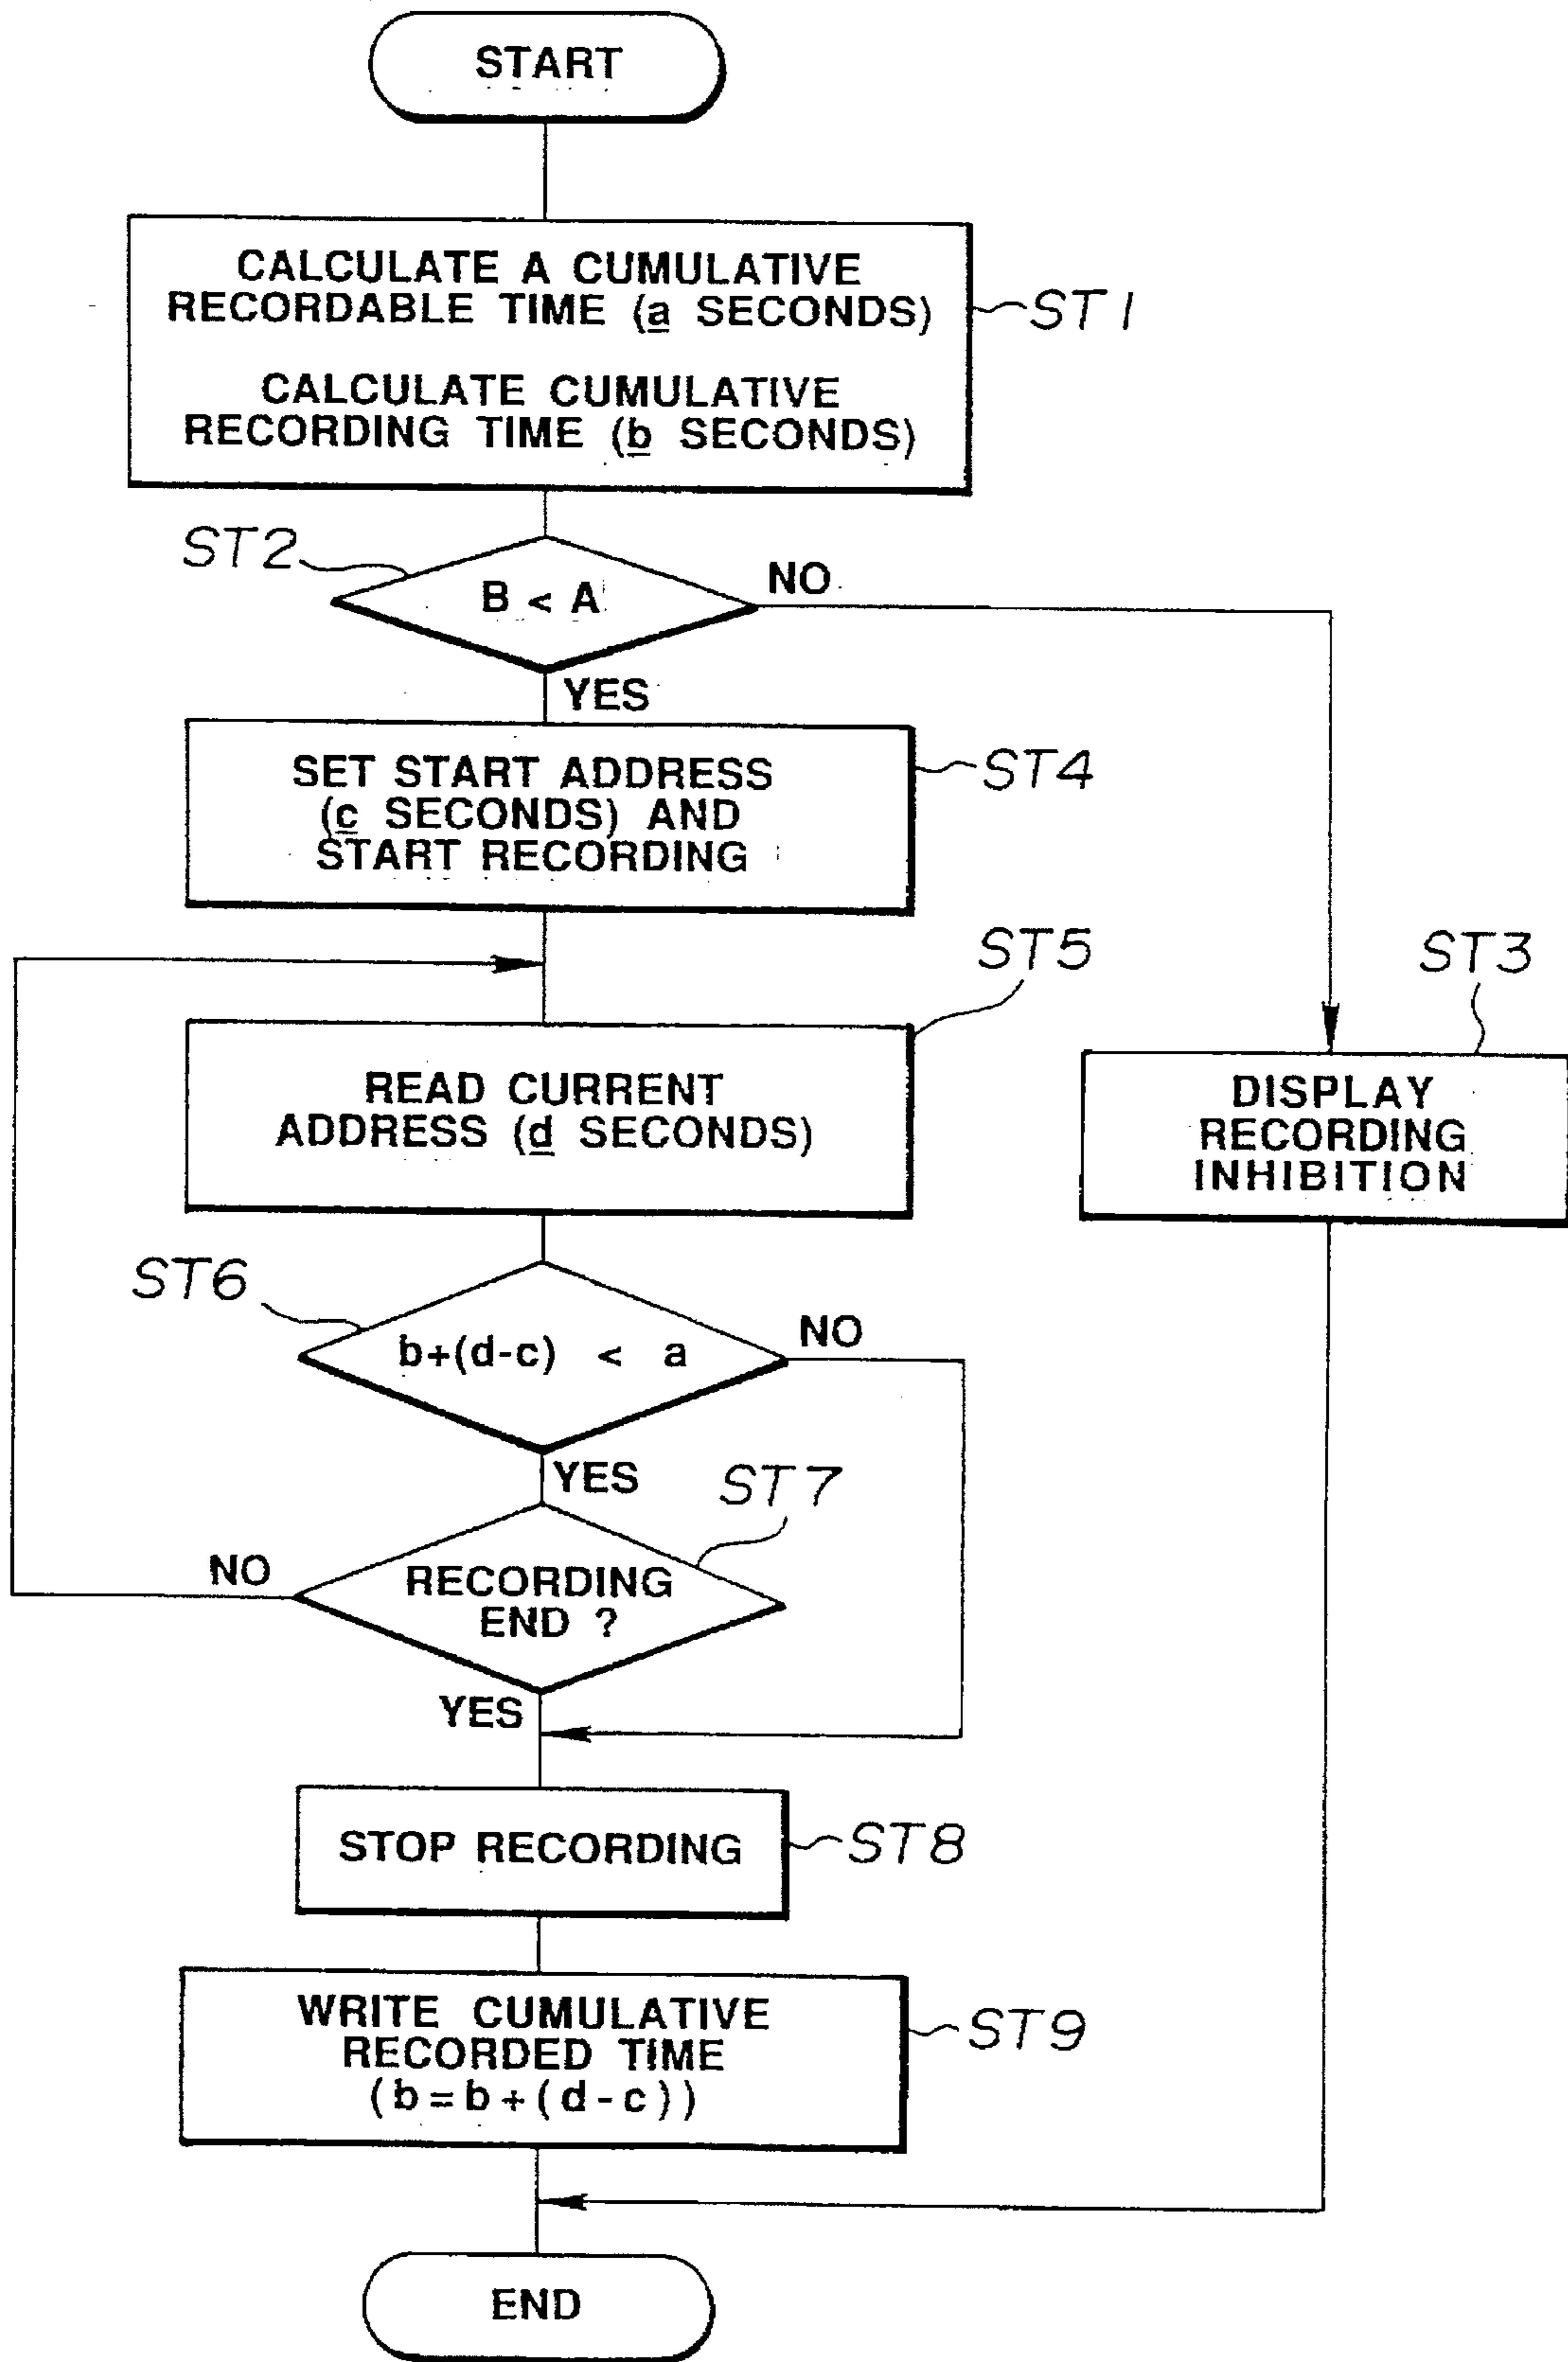 START
CALCULATE A CUMULATIVE
RECORDABLE TIME (a SECONDS)
CALCULATE CUMULATIVE
RECORDING TIME (b SECONDS)
ST1
ST2
B < A
NO
YES
SET START ADDRESS
(c SECONDS) AND
START RECORDING
ST4
ST5
ST3
READ CURRENT
ADDRESS (d SECONDS)
DISPLAY
RECORDING
INHIBITION
ST6
b+(d-c) < a
NO
YES
ST7
NO
RECORDING
END ?
YES
STOP RECORDING
ST8
WRITE CUMULATIVE
RECORDED TIME
(b=b+(d-c))
ST9
END